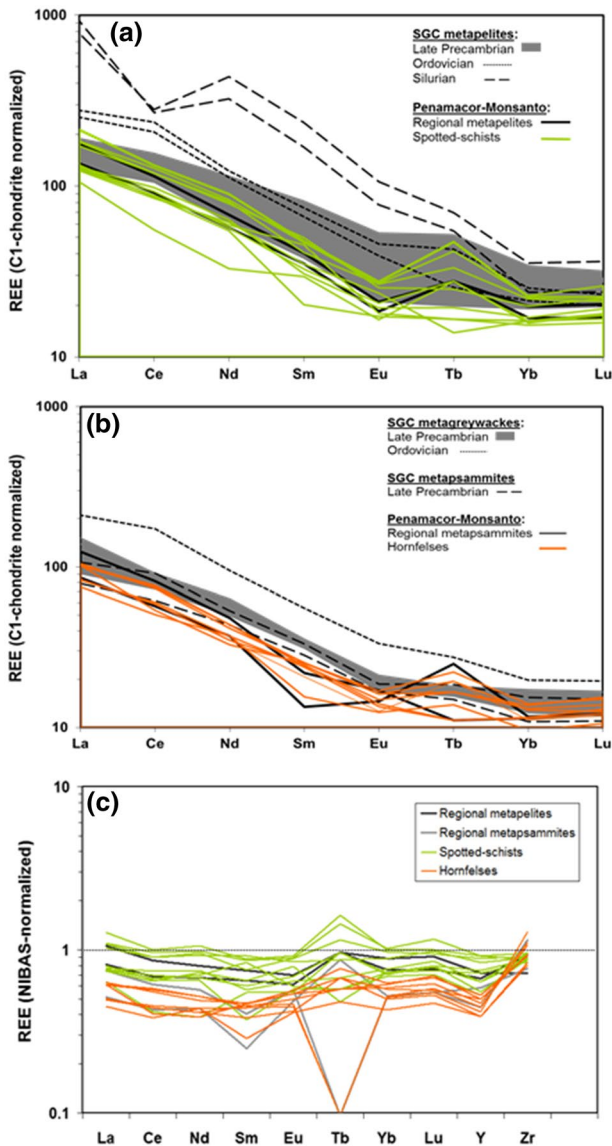 (a)
1000
100
10
REE (C1-chondrite normalized)
SGC metapelites:
Late Precambrian
Ordovician
Silurian
Penamacor-Monsanto:
Regional metapelites
Spotted-schists
La Ce Nd Sm Eu Tb Yb Lu
(b)
1000
100
10
REE (C1-chondrite normalized)
SGC metagreywackes
Late Precambrian
Ordovician
SGC metapsammites
Late Precambrian
Penamacor-Monsanto:
Regional metapsammites
Hornfelses
La Ce Nd Sm Eu Tb Yb Lu
(c)
10
1
0.1
REE (NIBAS-normalized)
Regional metapelites
Regional metapsammites
Spotted-schists
Hornfelses
La Ce Nd Sm Eu Tb Yb Lu Y Zr